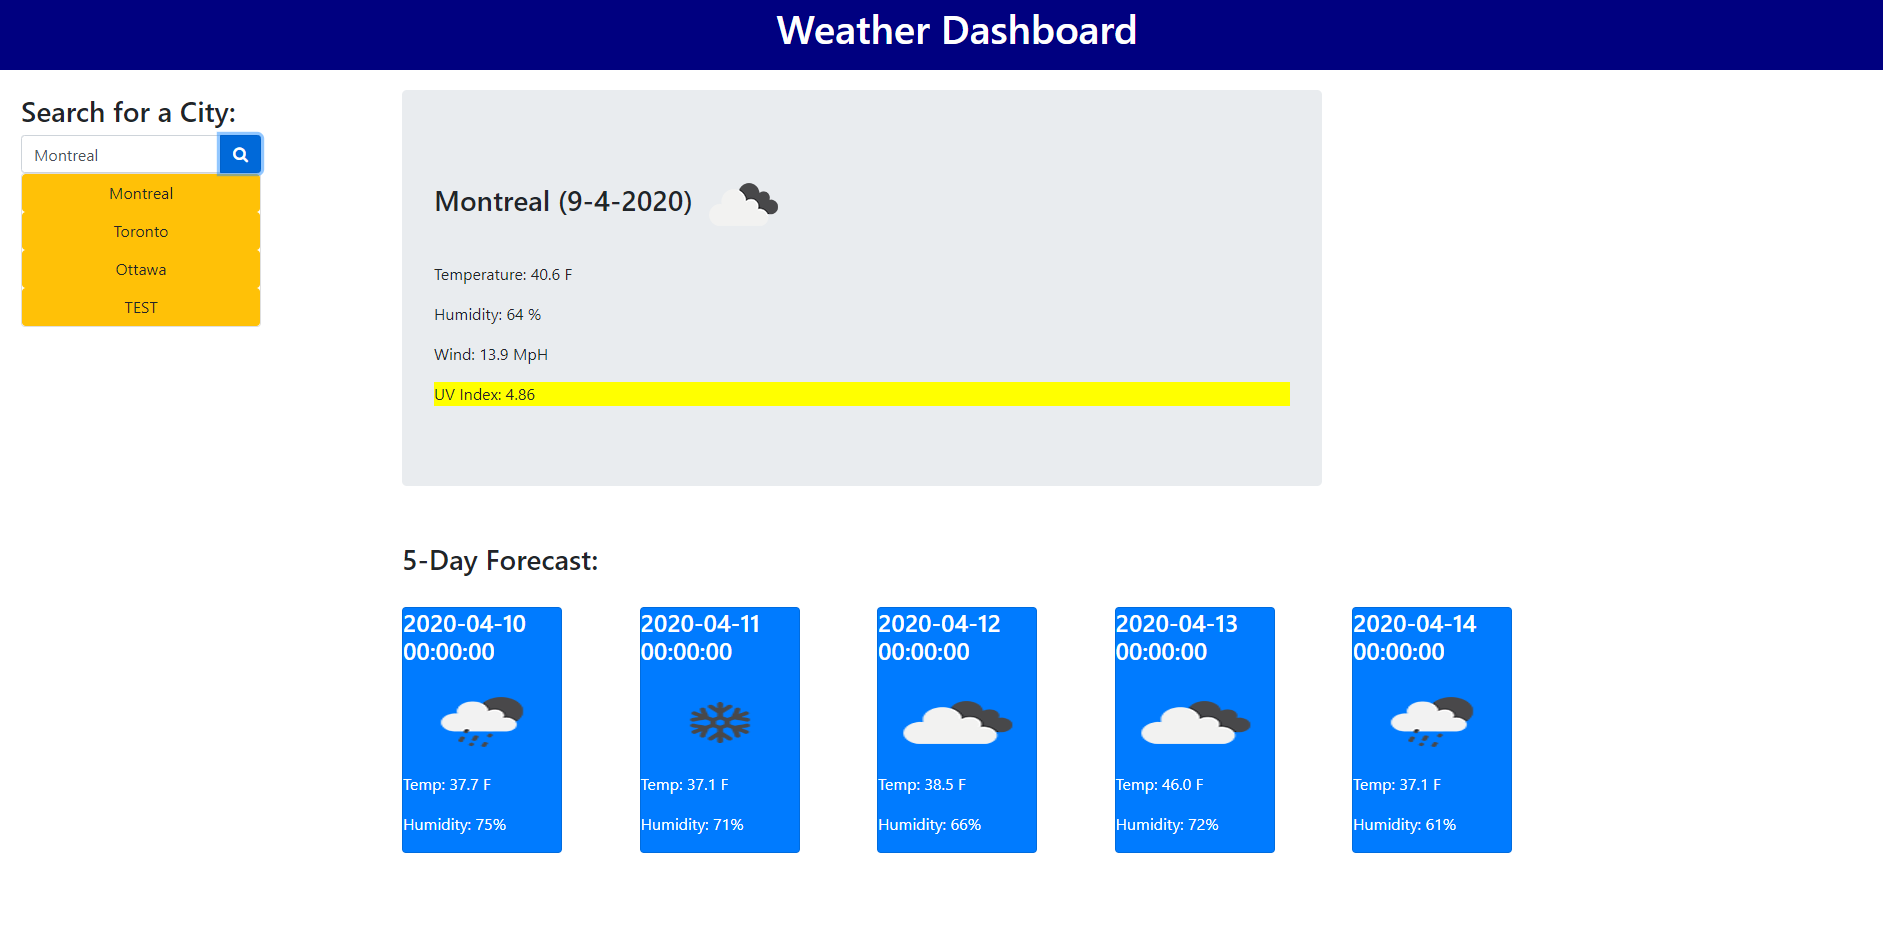 Weather Dashboard
Search for a City:
Montreal
Montreal
Toronto
Ottawa
TEST
Montreal (9-4-2020)
Temperature: 40.6 F
Humidity: 64 %
Wind: 13.9 MpH
UV Index: 4.86
5-Day Forecast:
2020-04-10
00:00:00
Temp: 37.7 F
Humidity: 75%
2020-04-11
00:00:00
Temp: 37.1 F
Humidity: 71%
2020-04-12
00:00:00
Temp: 38.5 F
Humidity: 66%
2020-04-13
00:00:00
Temp: 46.0 F
Humidity: 72%
2020-04-14
00:00:00
Temp: 37.1 F
Humidity: 61%